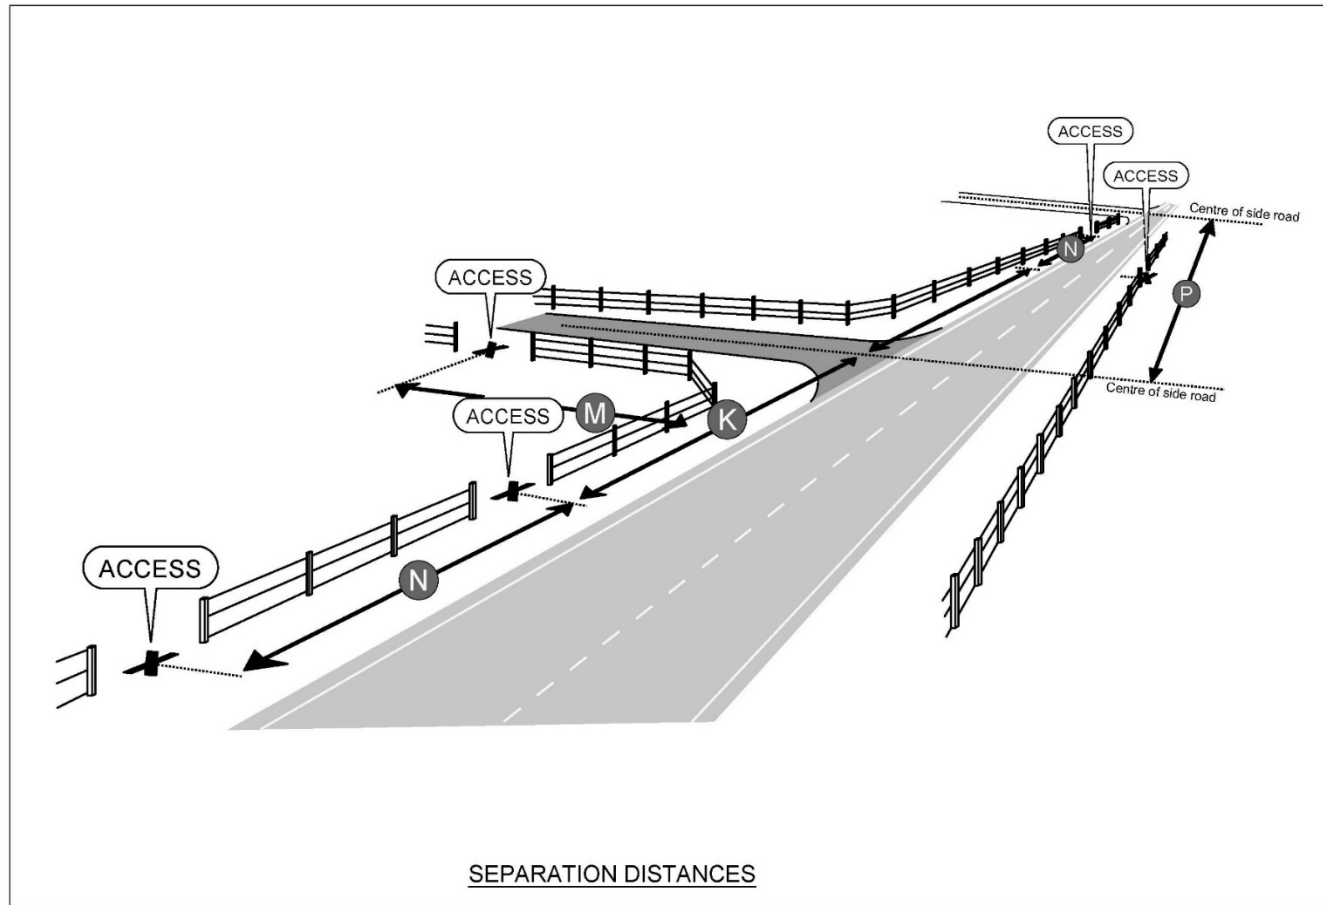 ACCESS
ACCESS
Centre of side road
N
ACCESS
P
Centre of side road
M
ACCESS
K
ACCESS
N
SEPARATION DISTANCES